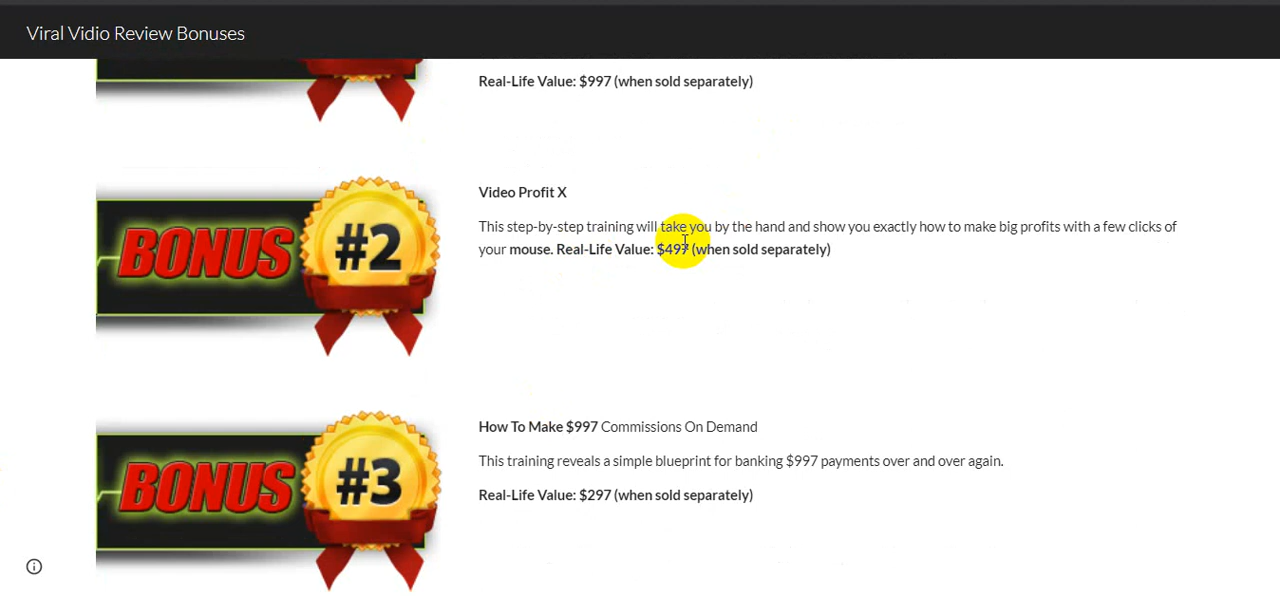 Viral Vidio Review Bonuses
Real-Life Value: $997 (when sold separately)
BONUS #2
Video Profit X
This step-by-step training will take you by the hand and show you exactly how to make big profits with a few clicks of
your mouse. Real-Life Value: $497 (when sold separately)
BONUS #3
How To Make $997 Commissions On Demand
This training reveals a simple blueprint for banking $997 payments over and over again.
Real-Life Value: $297 (when sold separately)